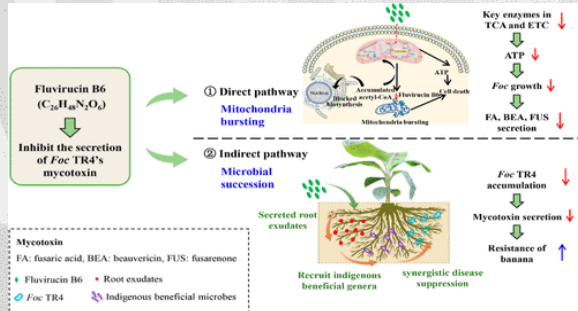 Fluvirucin B6
(C26H48N2O6)
Inhibit the secretion
of Foc TR4's
mycotoxin
① Direct pathway
Mitochondria
bursting
Nucleus
Blocked
biosynthesis
Accumulated
acetyl-CoA
Fluvirucin B6
ATP
Cell death
Mitochondria bursting
Key enzymes in
TCA and ETC
ATP
Foc growth
FA, BEA, FUS
secretion
② Indirect pathway
Microbial
succession
Secreted root
exudates
Recruit indigenous
beneficial genera
synergistic disease
suppression
Foc TR4
accumulation
Mycotoxin secretion
Resistance of
banana
Mycotoxin
FA: fusaric acid, BEA: beauvericin, FUS: fusarenone
Fluvirucin B6
Root exudates
Foc TR4
Indigenous beneficial microbes